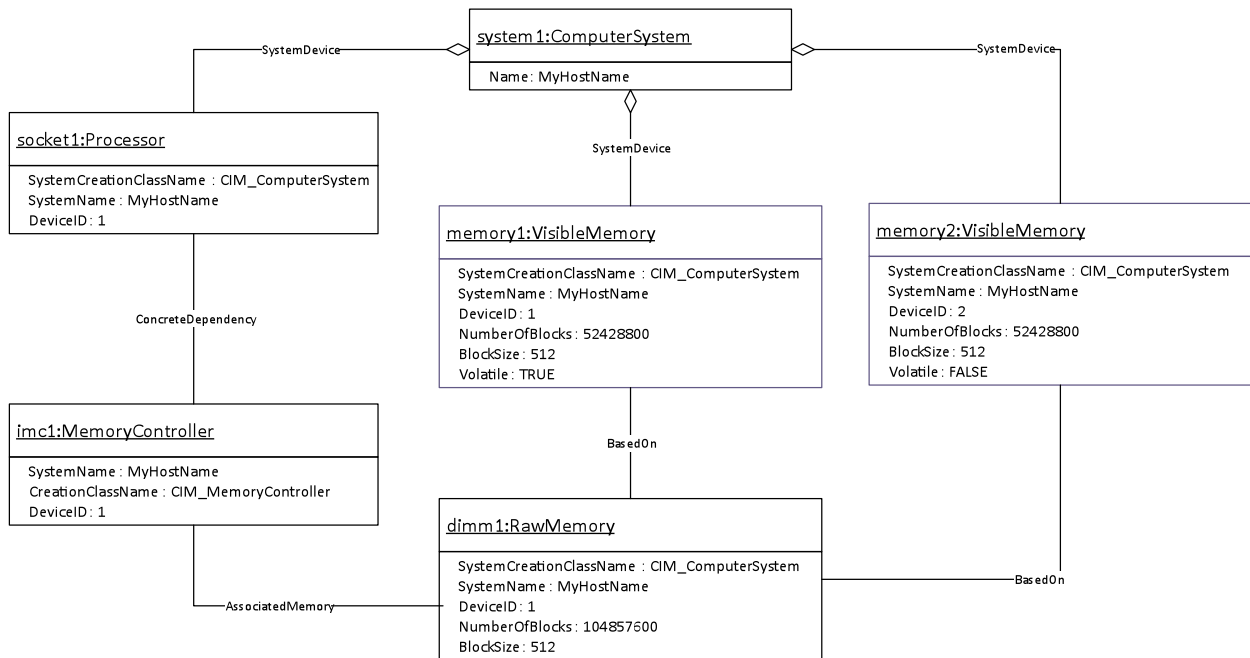 system1:ComputerSystem
Name: MyHostName
SystemDevice
SystemDevice
SystemDevice
socket1:Processor
SystemCreationClassName : CIM_ComputerSystem
SystemName : MyHostName
DeviceID: 1
memory1:VisibleMemory
SystemCreationClassName : CIM_ComputerSystem
SystemName : MyHostName
DeviceID: 1
NumberOfBlocks : 52428800
BlockSize : 512
Volatile : TRUE
memory2:VisibleMemory
SystemCreationClassName : CIM_ComputerSystem
SystemName : MyHostName
DeviceID: 2
NumberOfBlocks : 52428800
BlockSize : 512
Volatile : FALSE
ConcreteDependency
imc1:MemoryController
SystemName : MyHostName
CreationClassName : CIM_MemoryController
DeviceID: 1
BasedOn
dimm1:RawMemory
SystemCreationClassName : CIM_ComputerSystem
SystemName : MyHostName
DeviceID: 1
NumberOfBlocks : 104857600
BlockSize : 512
BasedOn
AssociatedMemory